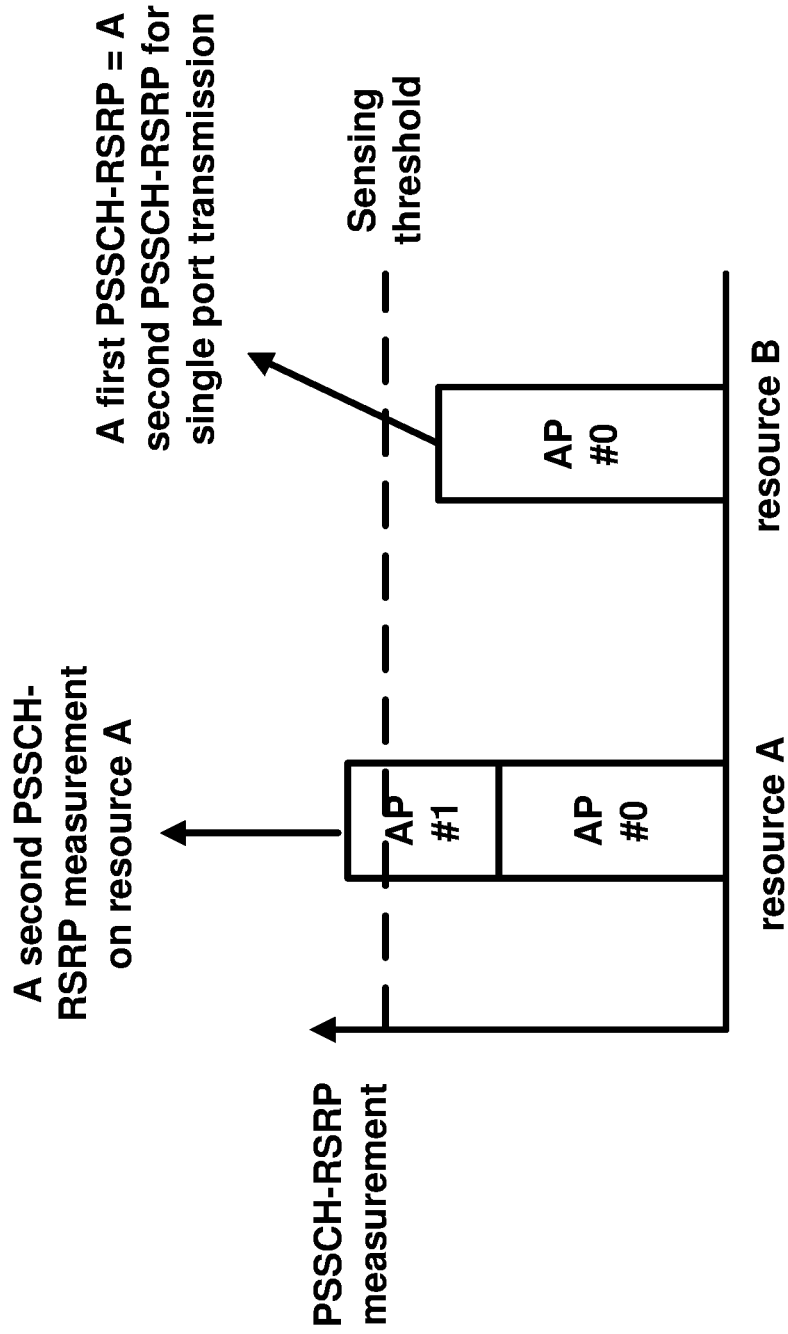 A second PSSCH-
RSRP measurement
on resource A
A first PSSCH-RSRP = A
second PSSCH-RSRP for
single port transmission
PSSCH-RSRP
measurement
Sensing
threshold
AP
#1
AP
#0
AP
#0
resource A
resource B